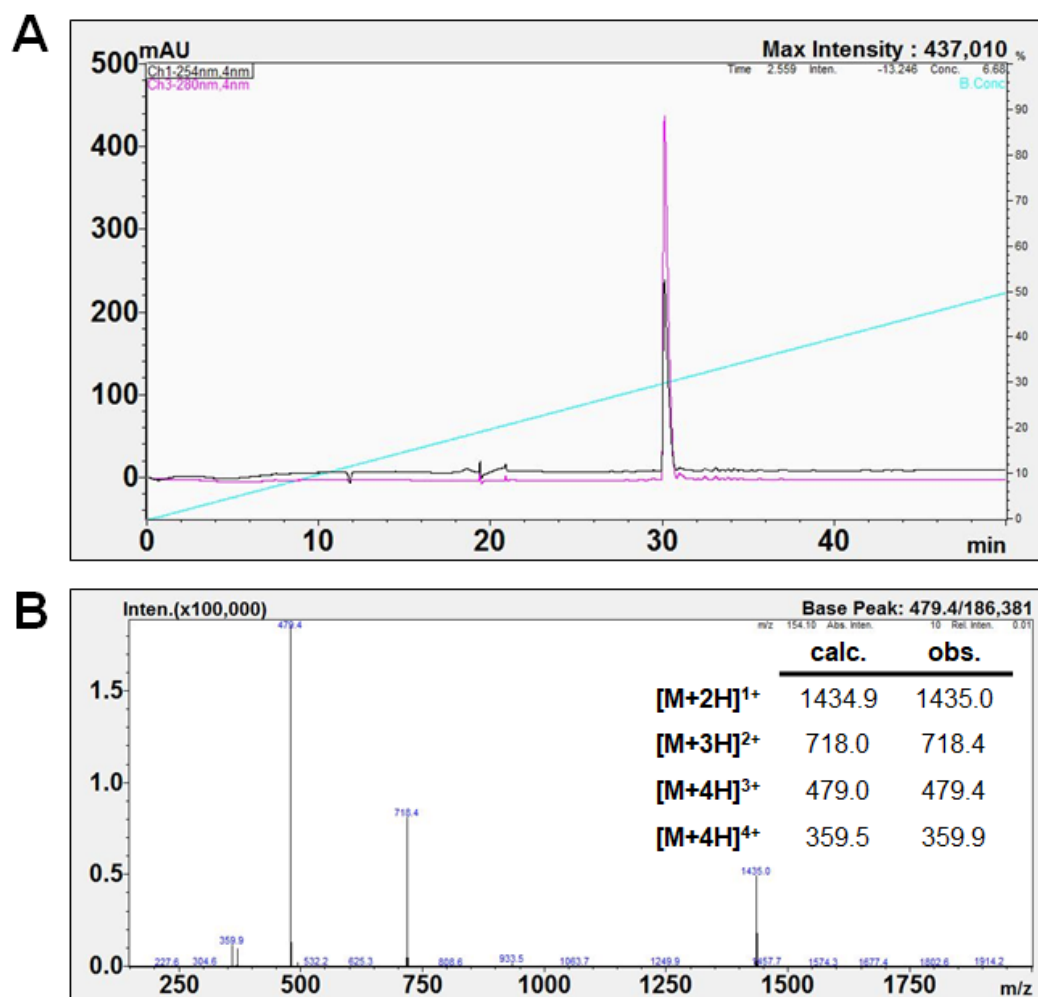 A
mAU
Max Intensity : 437,010
%
Ch1-254nm,4nm
Time 2.559 Inten. -13.246 Conc. 6.68
Ch3-280nm,4nm
B.Conc
500
400
300
200
100
0
90
80
70
60
50
40
30
20
10
0
0 10 20 30 40 min
B
Inten.(x100,000)
Base Peak: 479.4/186,381
m/z 154.10 Abs. Inten. 10 Rel. Inten. 0.01
479.4
calc. obs.
[M+2H]¹⁺ 1434.9 1435.0
[M+3H]²⁺ 718.0 718.4
[M+4H]³⁺ 479.0 479.4
[M+4H]⁴⁺ 359.5 359.9
1.5
1.0
0.5
0.0
718.4
1435.0
359.9
227.6 304.6 532.2 625.3 808.6 933.5 1063.7 1249.9 1457.7 1574.3 1677.4 1802.6 1914.2
250 500 750 1000 1250 1500 1750 m/z